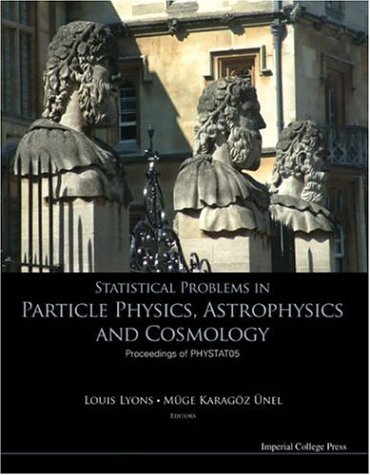 STATISTICAL PROBLEMS IN
PARTICLE PHYSICS, ASTROPHYSICS
AND COSMOLOGY
Proceedings of PHYSTAT05
LOUIS LYONS • MÜGE KARAGÖZ ÜNEL
EDITORS
Imperial College Press